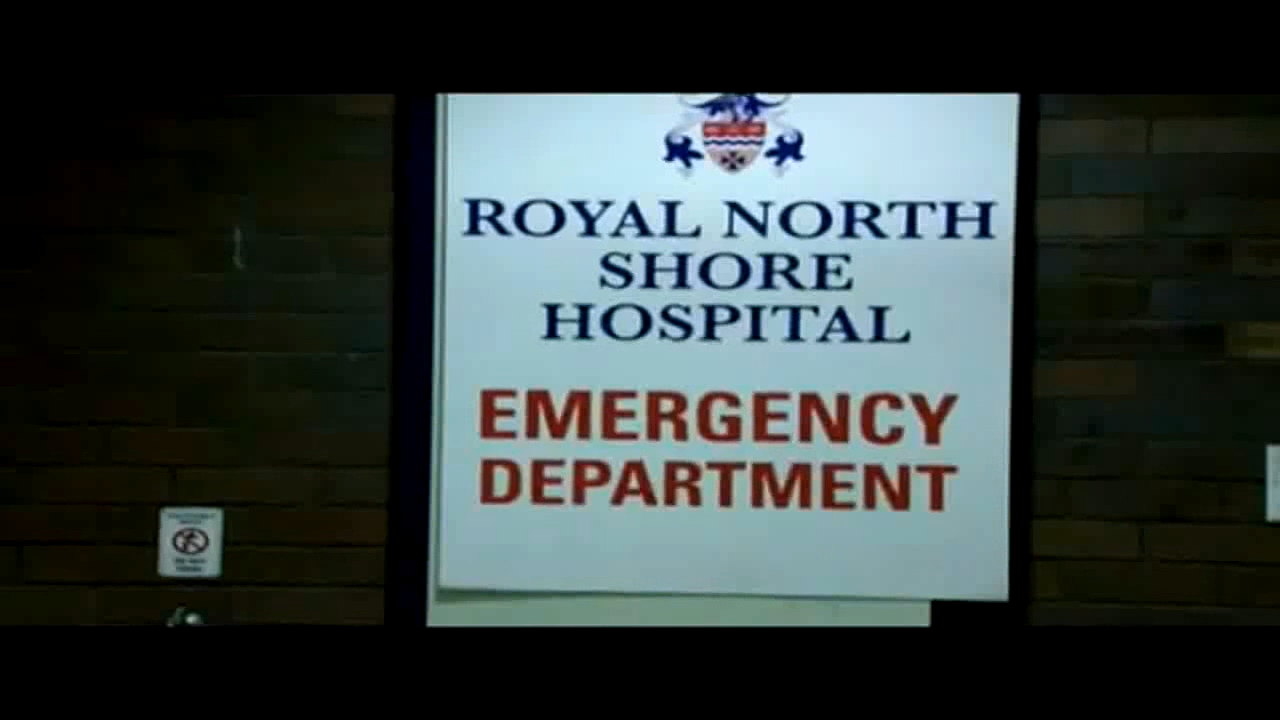 ROYAL NORTH
SHORE
HOSPITAL
EMERGENCY
DEPARTMENT